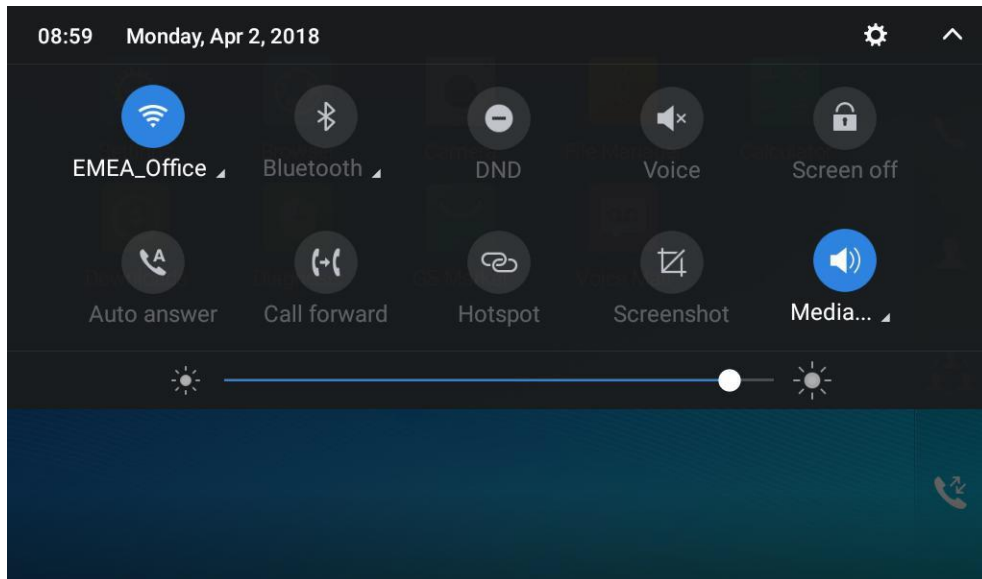 08:59 Monday, Apr 2, 2018
EMEA_Office Bluetooth DND Voice Screen off
Auto answer Call forward Hotspot Screenshot Media...